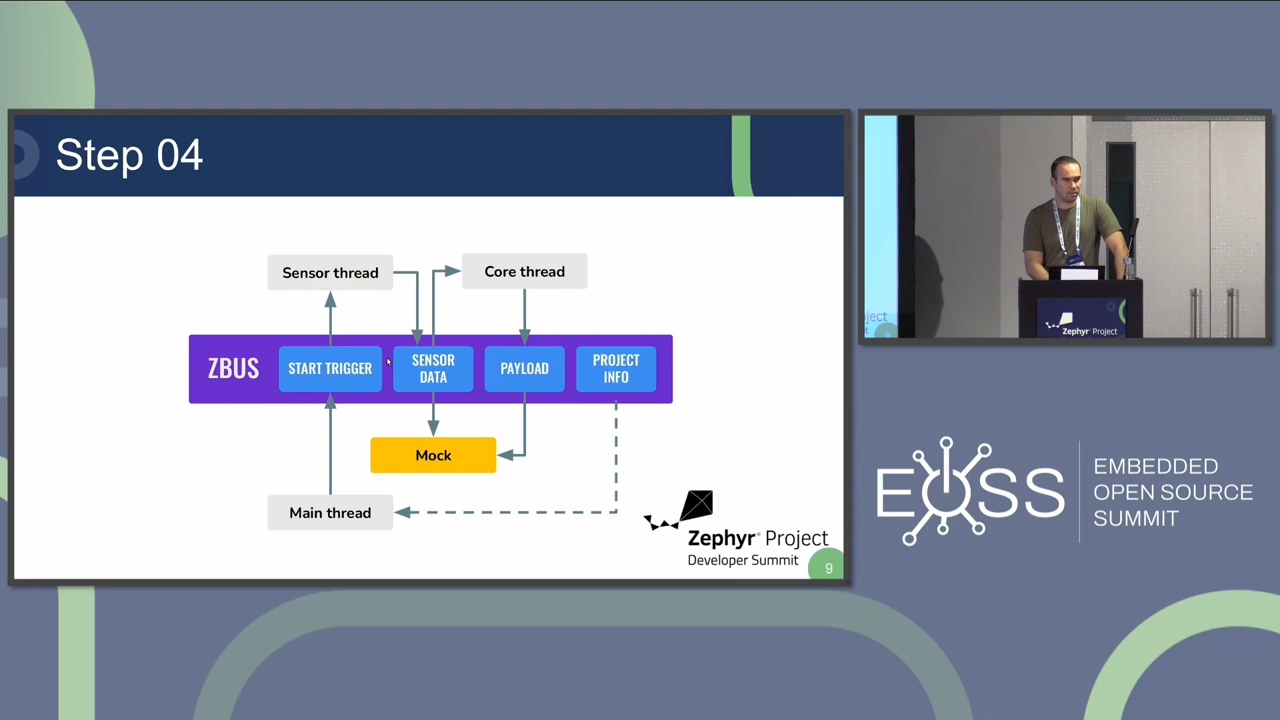 Step 04
Sensor thread
Core thread
ZBUS
START TRIGGER
SENSOR
DATA
PAYLOAD
PROJECT
INFO
Mock
Main thread
Zephyr® Project
Developer Summit
9
Zephyr® Project
EOSS
EMBEDDED
OPEN SOURCE
SUMMIT